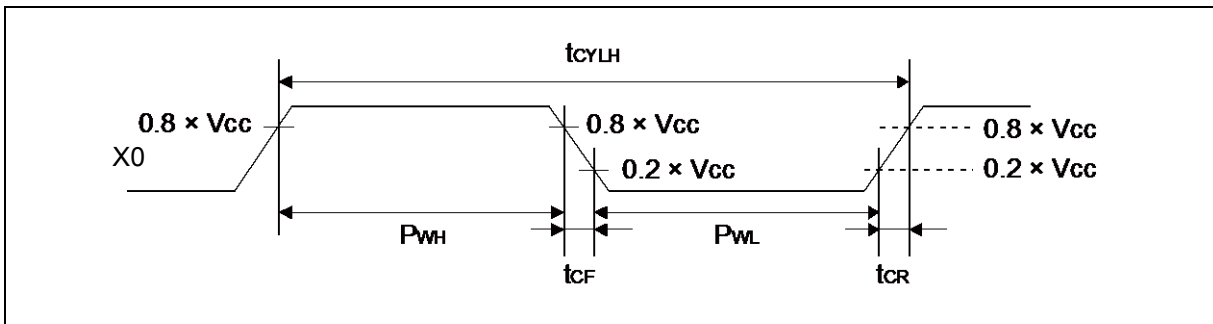 tCYLH
0.8 × VCC
0.8 × VCC
0.8 × VCC
X0
0.2 × VCC
0.2 × VCC
PWH
PWL
tCF
tCR